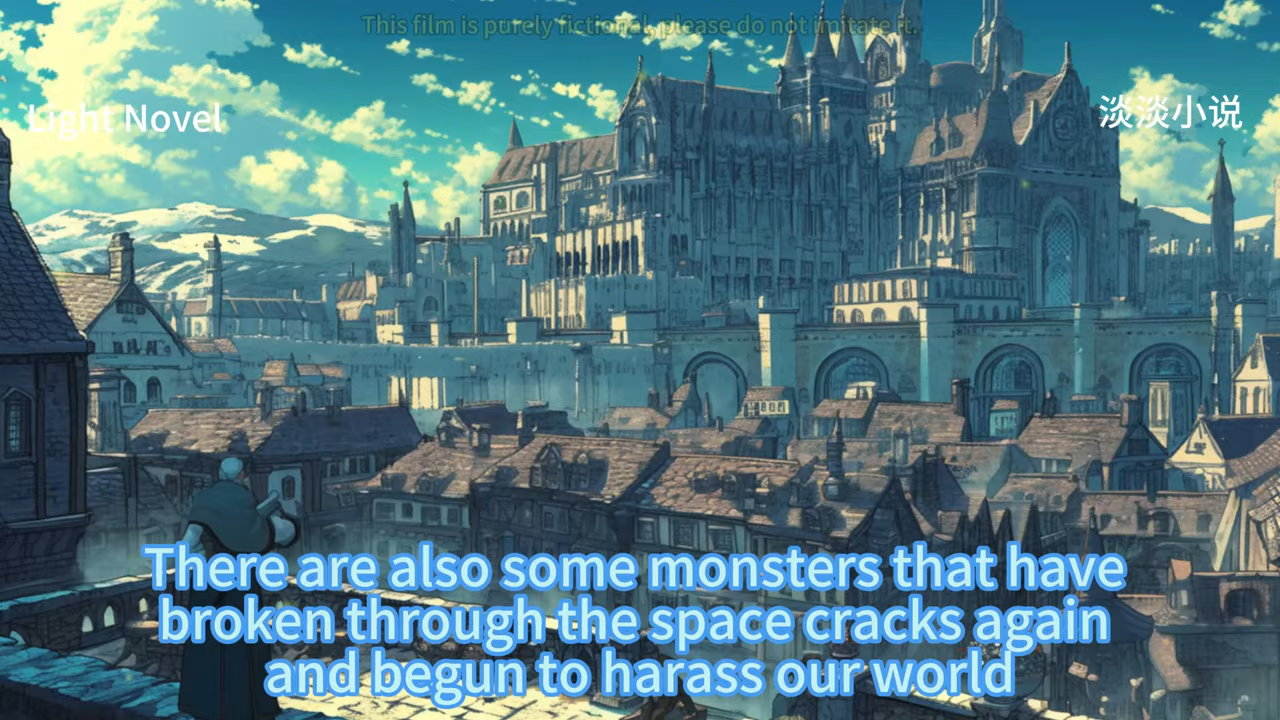 This film is purely fictional, please do not imitate it.
Light Novel
淡淡小说
There are also some monsters that have
broken through the space cracks again
and begun to harass our world